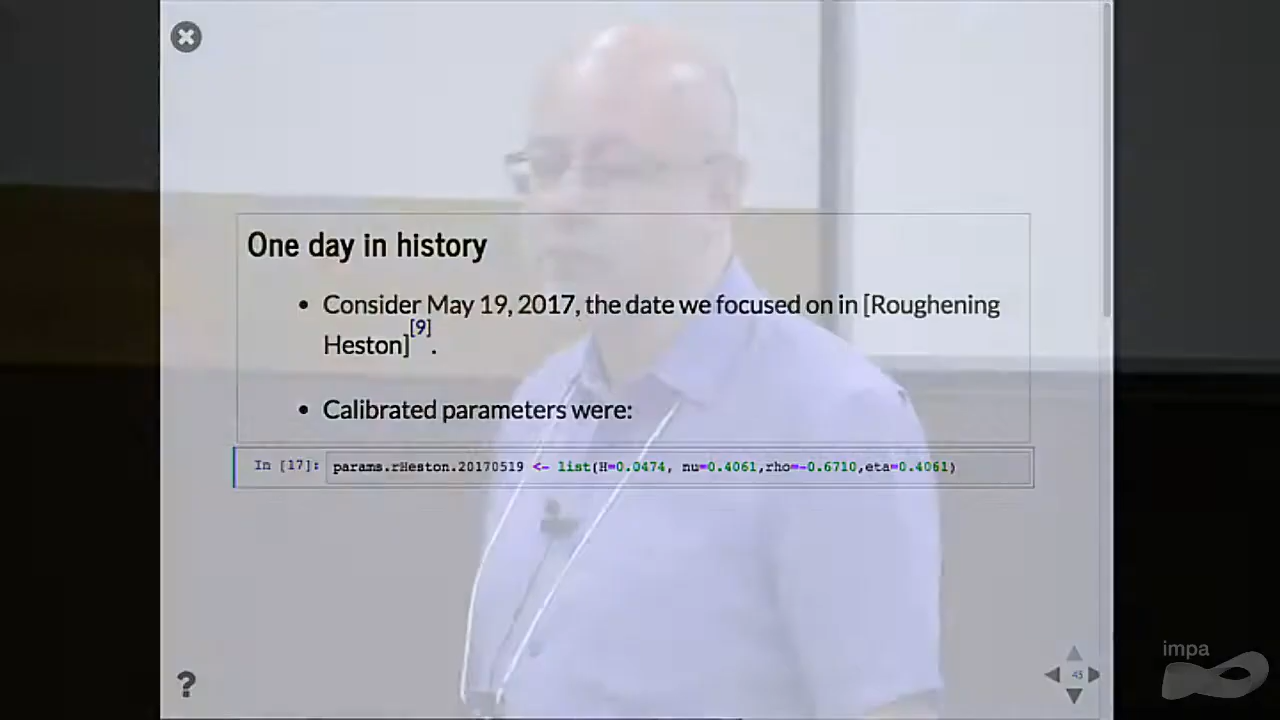 One day in history
• Consider May 19, 2017, the date we focused on in [Roughening
Heston][9].
• Calibrated parameters were:
In [17]: params.rHeston.20170519 <- list(H=0.0474, nu=0.4061,rho=-0.6710,eta=0.4061)
?
43
impa